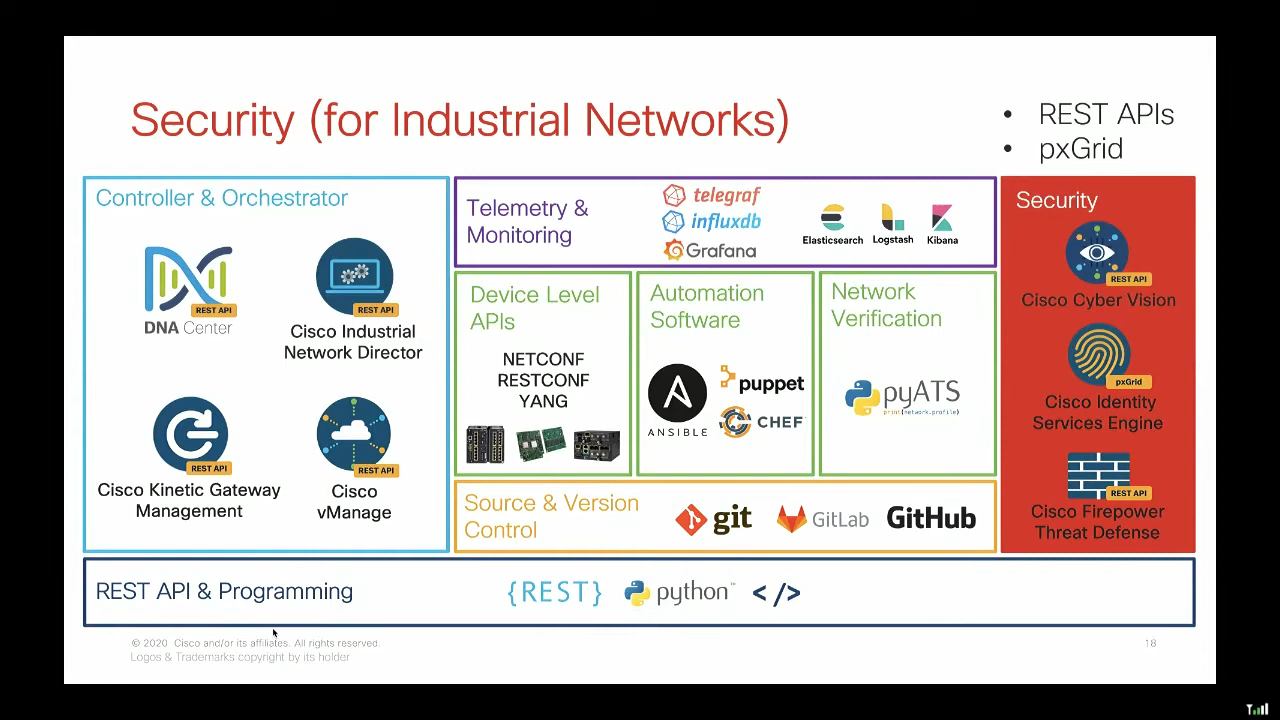 Security (for Industrial Networks)
• REST APIs
• pxGrid
Controller & Orchestrator
REST API
DNA Center
REST API
Cisco Industrial
Network Director
REST API
Cisco Kinetic Gateway
Management
REST API
Cisco
vManage
Telemetry &
Monitoring
telegraf
influxdb
Grafana
Elasticsearch
Logstash
Kibana
Device Level
APIs
NETCONF
RESTCONF
YANG
Automation
Software
ANSIBLE
puppet
CHEF
Network
Verification
pyATS
print(network.profile)
Source & Version
Control
git
GitLab
GitHub
Security
REST API
Cisco Cyber Vision
pxGrid
Cisco Identity
Services Engine
REST API
Cisco Firepower
Threat Defense
REST API & Programming
{REST}
python™
</>
© 2020 Cisco and/or its affiliates. All rights reserved.
Logos & Trademarks copyright by its holder
18